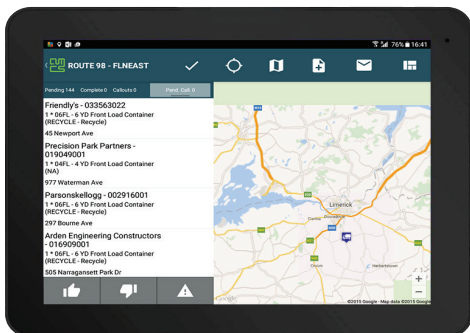 76% 16:41
ROUTE 98 - FLNEAST
Pending 144 Complete 0 Callouts 0 Pend. Call. 0
Friendly's - 033563022
1 * 06FL - 6 YD Front Load Container
(RECYCLE - Recycle)
45 Newport Ave
Precision Park Partners -
019049001
1 * 04FL - 4 YD Front Load Container
(NA)
977 Waterman Ave
Parsonskellogg - 002916001
1 * 06FL - 6 YD Front Load Container
(RECYCLE - Recycle)
297 Bourne Ave
Arden Engineering Constructors
- 016909001
1 * 06FL - 6 YD Front Load Container
(RECYCLE - Recycle)
505 Narragansett Park Dr
Limerick
+
−
©2015 Google - Map data ©2015 Google